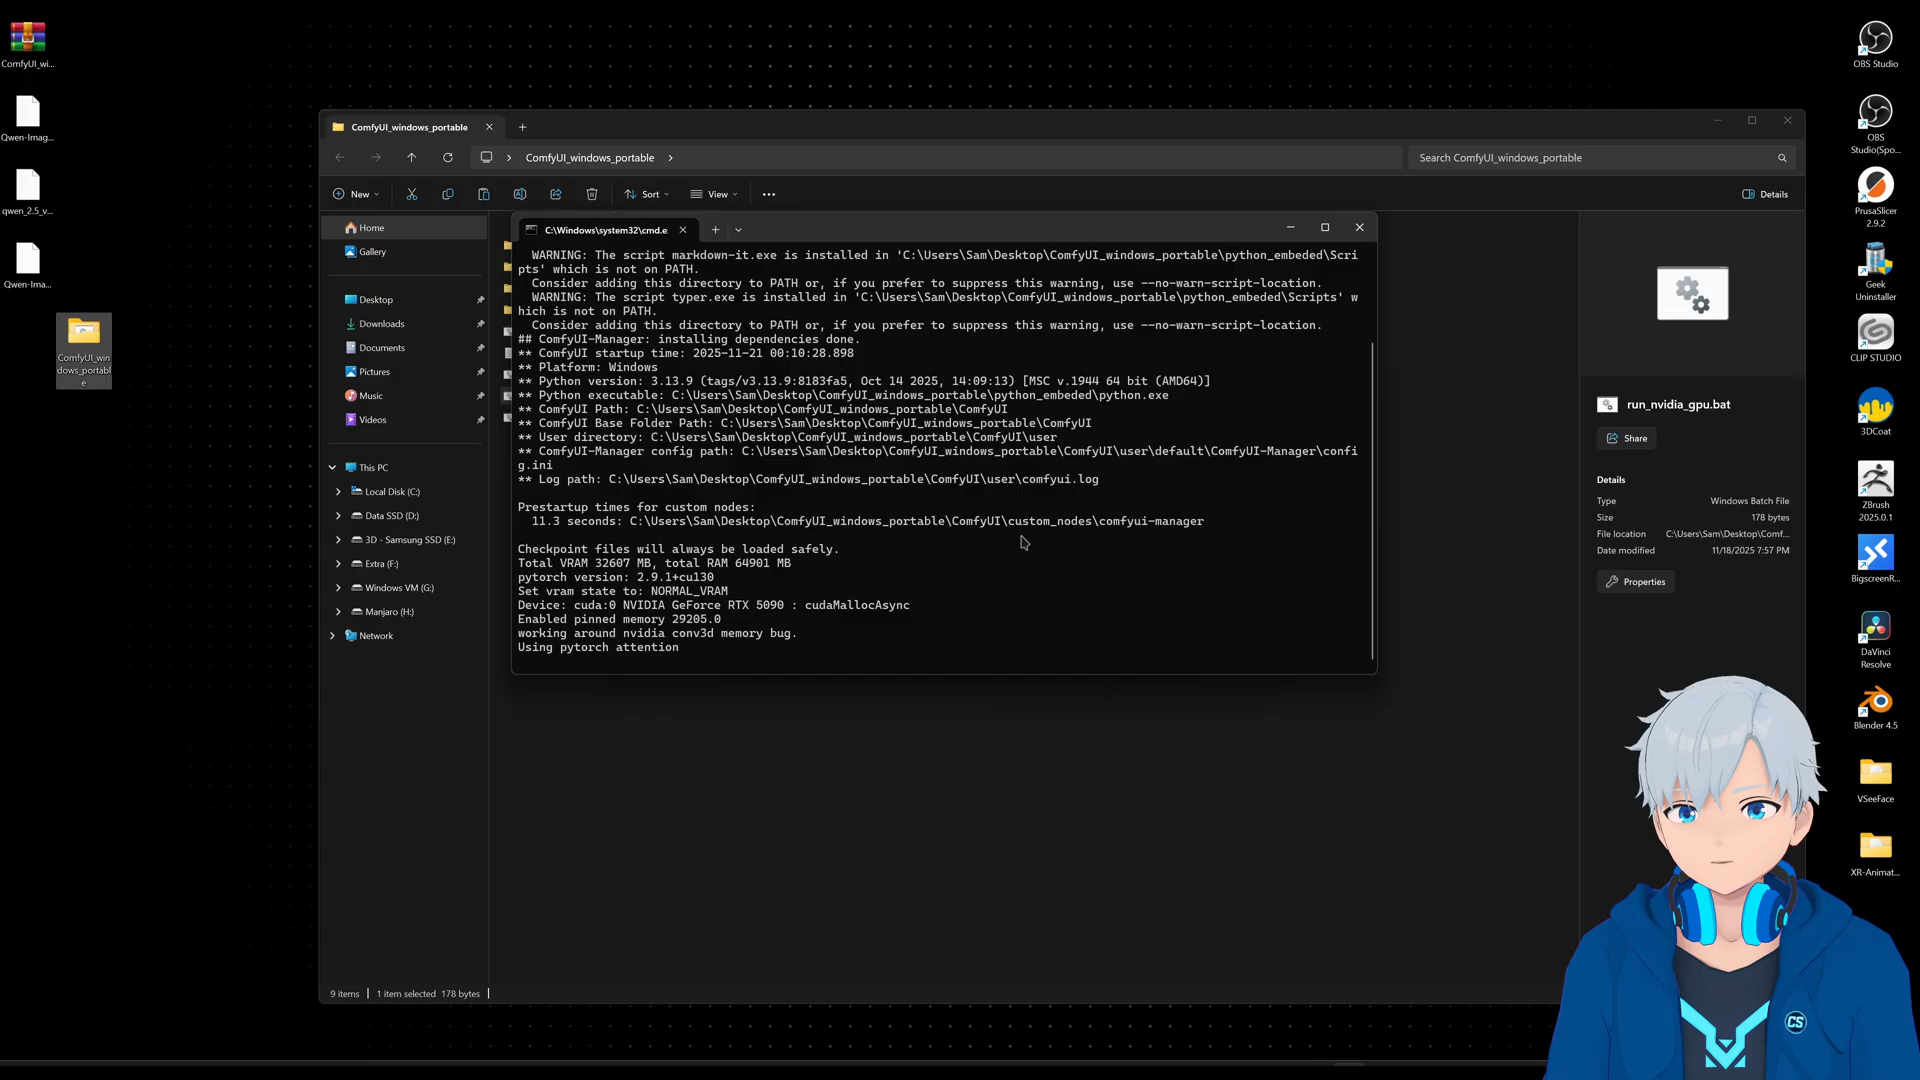 ComfyUI_wi...
Qwen-Imag...
qwen_2.5_v...
Qwen-Ima...
ComfyUI_win
dows_portabl
e
ComfyUI_windows_portable
ComfyUI_windows_portable
Search ComfyUI_windows_portable
New
Sort
View
Details
Home
Gallery
Desktop
Downloads
Documents
Pictures
Music
Videos
This PC
Local Disk (C:)
Data SSD (D:)
3D - Samsung SSD (E:)
Extra (F:)
Windows VM (G:)
Manjaro (H:)
Network
C:\Windows\system32\cmd.e
WARNING: The script markdown-it.exe is installed in 'C:\Users\Sam\Desktop\ComfyUI_windows_portable\python_embeded\Scri
pts' which is not on PATH.
Consider adding this directory to PATH or, if you prefer to suppress this warning, use --no-warn-script-location.
WARNING: The script typer.exe is installed in 'C:\Users\Sam\Desktop\ComfyUI_windows_portable\python_embeded\Scripts' w
hich is not on PATH.
Consider adding this directory to PATH or, if you prefer to suppress this warning, use --no-warn-script-location.
## ComfyUI-Manager: installing dependencies done.
** ComfyUI startup time: 2025-11-21 00:10:28.898
** Platform: Windows
** Python version: 3.13.9 (tags/v3.13.9:8183fa5, Oct 14 2025, 14:09:13) [MSC v.1944 64 bit (AMD64)]
** Python executable: C:\Users\Sam\Desktop\ComfyUI_windows_portable\python_embeded\python.exe
** ComfyUI Path: C:\Users\Sam\Desktop\ComfyUI_windows_portable\ComfyUI
** ComfyUI Base Folder Path: C:\Users\Sam\Desktop\ComfyUI_windows_portable\ComfyUI
** User directory: C:\Users\Sam\Desktop\ComfyUI_windows_portable\ComfyUI\user
** ComfyUI-Manager config path: C:\Users\Sam\Desktop\ComfyUI_windows_portable\ComfyUI\user\default\ComfyUI-Manager\confi
g.ini
** Log path: C:\Users\Sam\Desktop\ComfyUI_windows_portable\ComfyUI\user\comfyui.log
Prestartup times for custom nodes:
11.3 seconds: C:\Users\Sam\Desktop\ComfyUI_windows_portable\ComfyUI\custom_nodes\comfyui-manager
Checkpoint files will always be loaded safely.
Total VRAM 32607 MB, total RAM 64901 MB
pytorch version: 2.9.1+cu130
Set vram state to: NORMAL_VRAM
Device: cuda:0 NVIDIA GeForce RTX 5090 : cudaMallocAsync
Enabled pinned memory 29205.0
working around nvidia conv3d memory bug.
Using pytorch attention
run_nvidia_gpu.bat
Share
Details
Type Windows Batch File
Size 178 bytes
File location C:\Users\Sam\Desktop\Comf...
Date modified 11/18/2025 7:57 PM
Properties
9 items
1 item selected 178 bytes
OBS Studio
OBS
Studio(Spo...
PrusaSlicer
2.9.2
Geek
Uninstaller
CLIP STUDIO
3DCoat
ZBrush
2025.0.1
BigscreenR...
DaVinci
Resolve
Blender 4.5
VSeeFace
XR-Animat...
CS